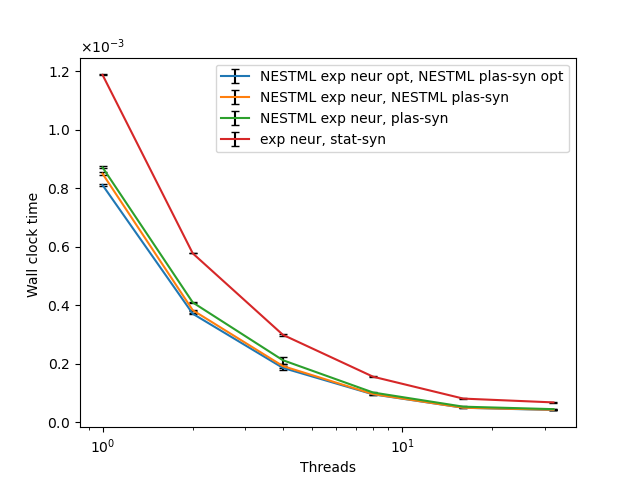 ×10⁻³
1.2
1.0
0.8
0.6
0.4
0.2
0.0
Wall clock time
NESTML exp neur opt, NESTML plas-syn opt
NESTML exp neur, NESTML plas-syn
NESTML exp neur, plas-syn
exp neur, stat-syn
10⁰
10¹
Threads